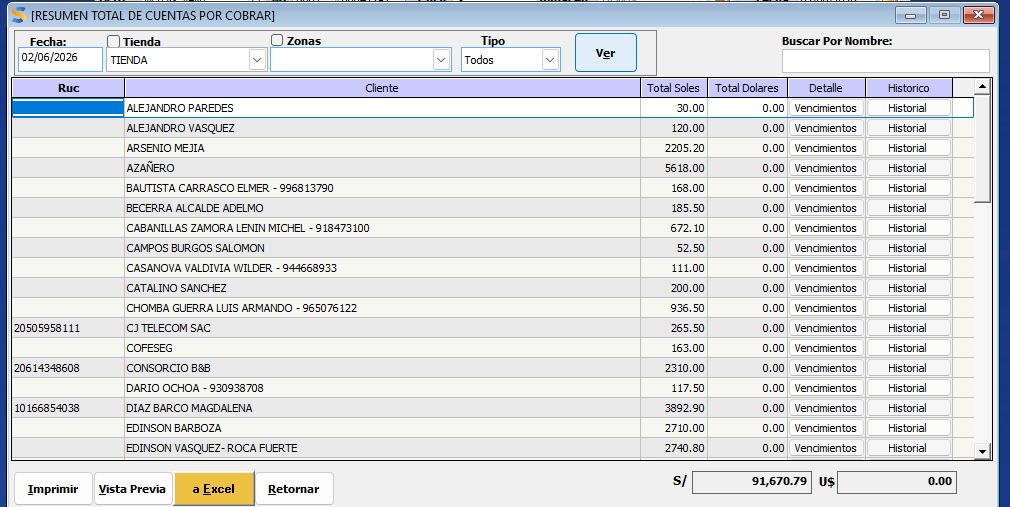 [RESUMEN TOTAL DE CUENTAS POR COBRAR]
Fecha: Tienda Zonas Tipo Buscar Por Nombre:
02/06/2026 TIENDA Todos Ver
Ruc Cliente Total Soles Total Dolares Detalle Historico
ALEJANDRO PAREDES 30.00 0.00 Vencimientos Historial
ALEJANDRO VASQUEZ 120.00 0.00 Vencimientos Historial
ARSENIO MEJIA 2205.20 0.00 Vencimientos Historial
AZAÑERO 5618.00 0.00 Vencimientos Historial
BAUTISTA CARRASCO ELMER - 996813790 168.00 0.00 Vencimientos Historial
BECERRA ALCALDE ADELMO 185.50 0.00 Vencimientos Historial
CABANILLAS ZAMORA LENIN MICHEL - 918473100 672.10 0.00 Vencimientos Historial
CAMPOS BURGOS SALOMON 52.50 0.00 Vencimientos Historial
CASANOVA VALDIVIA WILDER - 944668933 111.00 0.00 Vencimientos Historial
CATALINO SANCHEZ 200.00 0.00 Vencimientos Historial
CHOMBA GUERRA LUIS ARMANDO - 965076122 936.50 0.00 Vencimientos Historial
20505958111 CJ TELECOM SAC 265.50 0.00 Vencimientos Historial
COFESEG 163.00 0.00 Vencimientos Historial
20614348608 CONSORCIO B&B 2310.00 0.00 Vencimientos Historial
DARIO OCHOA - 930938708 117.50 0.00 Vencimientos Historial
10166854038 DIAZ BARCO MAGDALENA 3892.90 0.00 Vencimientos Historial
EDINSON BARBOZA 2710.00 0.00 Vencimientos Historial
EDINSON VASQUEZ- ROCA FUERTE 2740.80 0.00 Vencimientos Historial
Imprimir Vista Previa a Excel Retornar S/ 91,670.79 U$ 0.00